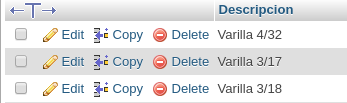 Descripcion
Edit Copy Delete Varilla 4/32
Edit Copy Delete Varilla 3/17
Edit Copy Delete Varilla 3/18